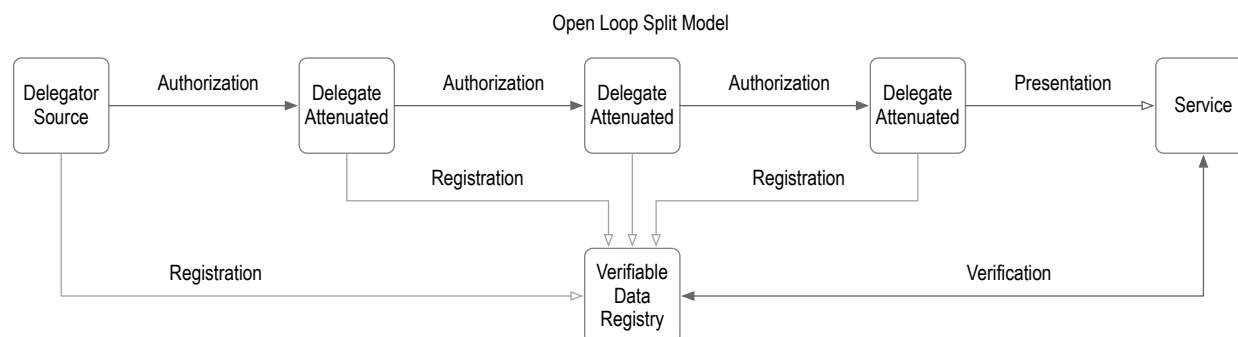 Open Loop Split Model
Delegator
Source
Authorization
Delegate
Attenuated
Authorization
Delegate
Attenuated
Authorization
Delegate
Attenuated
Presentation
Service
Registration
Registration
Registration
Verifiable
Data
Registry
Verification